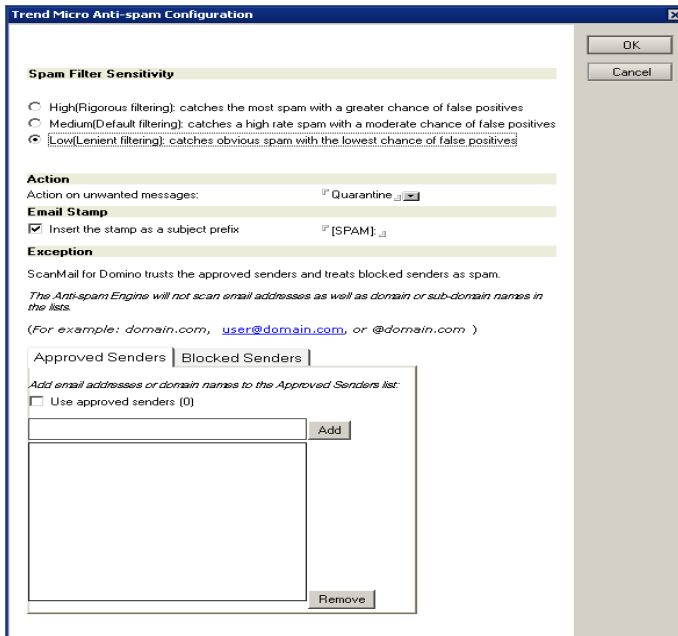 Trend Micro Anti-spam Configuration
OK
Cancel
Spam Filter Sensitivity
High(Rigorous filtering): catches the most spam with a greater chance of false positives
Medium(Default filtering): catches a high rate spam with a moderate chance of false positives
Low(Lenient filtering): catches obvious spam with the lowest chance of false positives
Action
Action on unwanted messages: Quarantine
Email Stamp
Insert the stamp as a subject prefix [SPAM]:
Exception
ScanMail for Domino trusts the approved senders and treats blocked senders as spam.
The Anti-spam Engine will not scan email addresses as well as domain or sub-domain names in
the lists.
(For example: domain.com, user@domain.com, or @domain.com )
Approved Senders Blocked Senders
Add email addresses or domain names to the Approved Senders list:
Use approved senders (0)
Add
Remove